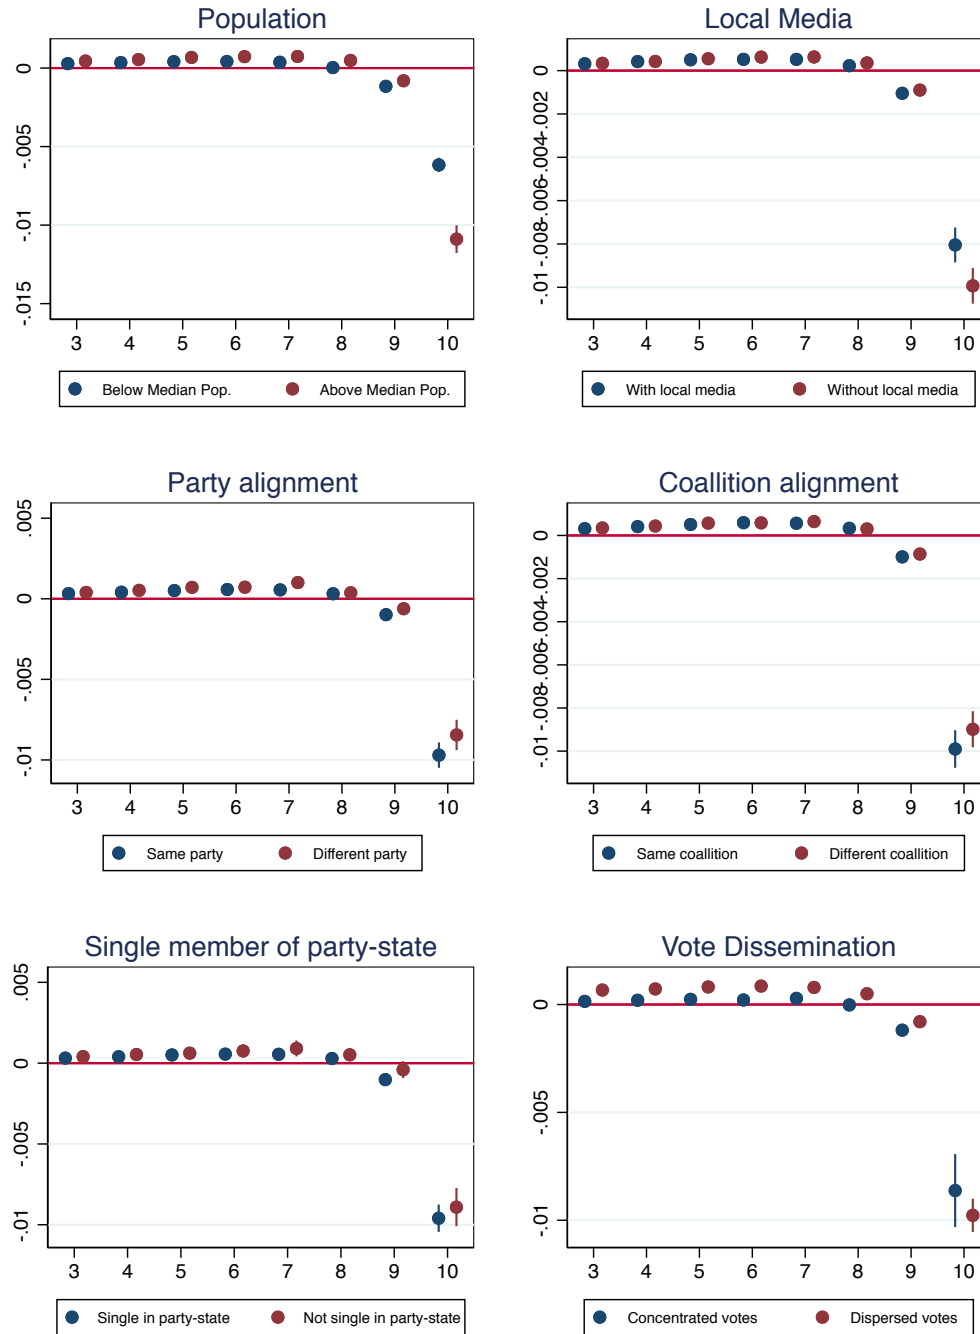 Population
0
-.005
-.01
-.015
3 4 5 6 7 8 9 10
Below Median Pop. Above Median Pop.
Local Media
0
-.002
-.004
-.006
-.008
-.01
3 4 5 6 7 8 9 10
With local media Without local media
Party alignment
.005
0
-.005
-.01
3 4 5 6 7 8 9 10
Same party Different party
Coallition alignment
0
-.002
-.004
-.006
-.008
-.01
3 4 5 6 7 8 9 10
Same coallition Different coallition
Single member of party-state
.005
0
-.005
-.01
3 4 5 6 7 8 9 10
Single in party-state Not single in party-state
Vote Dissemination
0
-.005
-.01
3 4 5 6 7 8 9 10
Concentrated votes Dispersed votes